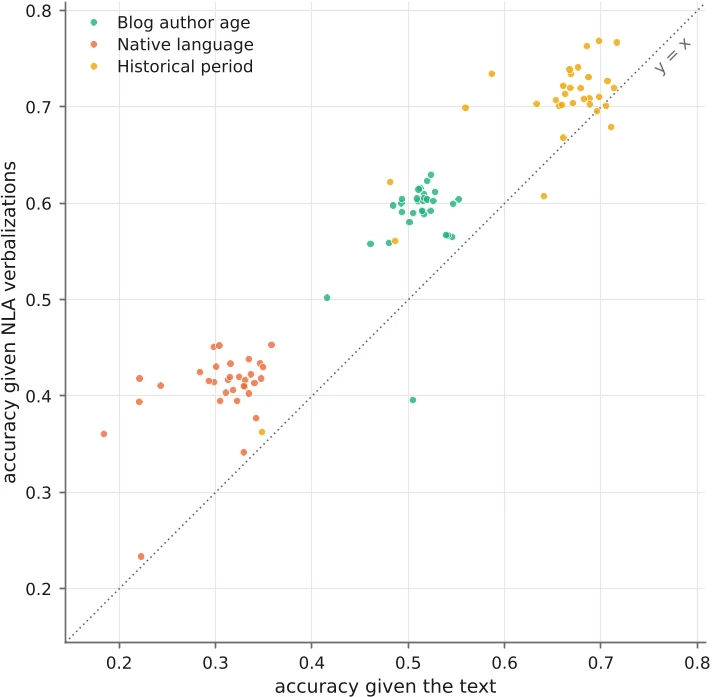 Blog author age
Native language
Historical period
y = x
accuracy given NLA verbalizations
0.8
0.7
0.6
0.5
0.4
0.3
0.2
0.2 0.3 0.4 0.5 0.6 0.7 0.8
accuracy given the text